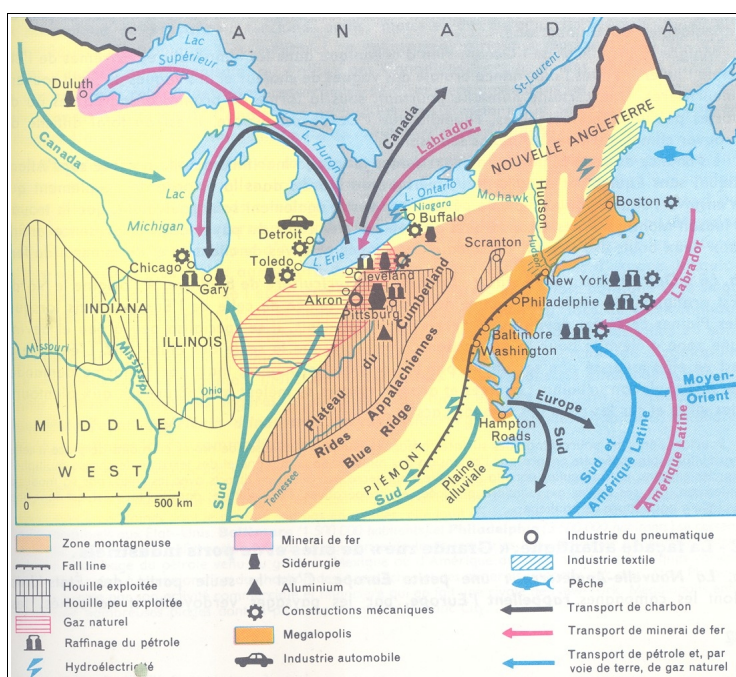 C A N A D A
Lac
Supérieur
Duluth
St-Laurent
Canada
Canada
L. Huron
Labrador
NOUVELLE ANGLETERRE
Lac
Michigan
L. Ontario
Niagara
Mohawk
Hudson
Hudson
Buffalo
Boston
Detroit
L. Erie
Scranton
Chicago
Toledo
Cleveland
Gary
New York
Labrador
Akron
Pittsburg
Philadelphie
Cumberland
INDIANA
Baltimore
ILLINOIS
Washington
Missouri
Mississipi
Ohio
Plateau du
Rides Appalachiennes
Blue Ridge
Europe
Moyen-
Orient
MIDDLE
WEST
Hampton
Roads
Sud
PIÉMONT
Plaine
alluviale
Sud
Sud
Sud et
Amérique Latine
Amérique Latine
Tennessee
0 500 km
Zone montagneuse
Fall line
Houille exploitée
Houille peu exploitée
Gaz naturel
Raffinage du pétrole
Hydroélectricité
Minerai de fer
Sidérurgie
Aluminium
Constructions mécaniques
Megalopolis
Industrie automobile
Industrie du pneumatique
Industrie textile
Pêche
Transport de charbon
Transport de minerai de fer
Transport de pétrole et, par
voie de terre, de gaz naturel